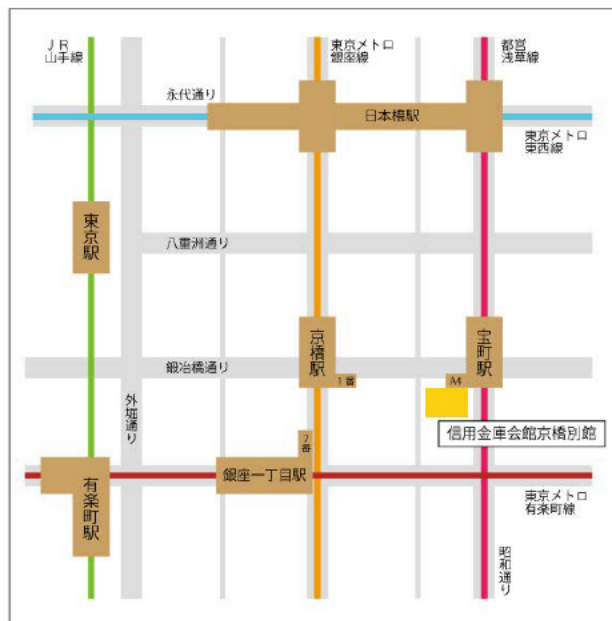 ＪＲ
山手線
東京メトロ
銀座線
都営
浅草線
永代通り
日本橋駅
東京メトロ
東西線
東京駅
八重洲通り
京橋駅
宝町駅
鍛冶橋通り
1番
A4
外堀通り
信用金庫会館京橋別館
7番
銀座一丁目駅
有楽町駅
東京メトロ
有楽町線
昭和通り